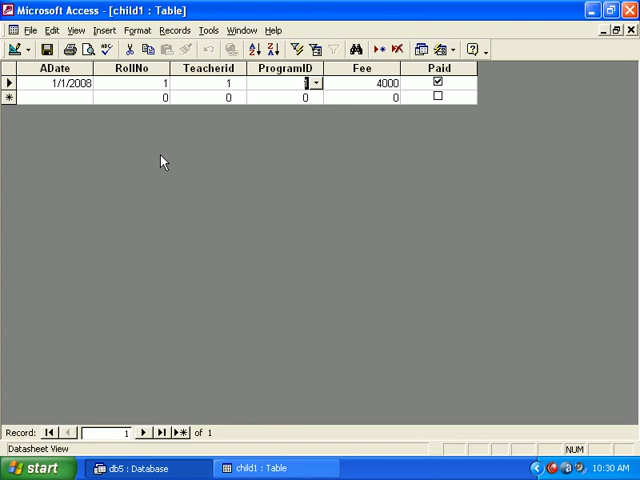 Microsoft Access - [child1 : Table]
File Edit View Insert Format Records Tools Window Help
ADate RollNo Teacherid ProgramID Fee Paid
1/1/2008 1 1 4000
0 0 0 0
Record: 1 of 1
Datasheet View NUM
start db5 : Database child1 : Table 10:30 AM